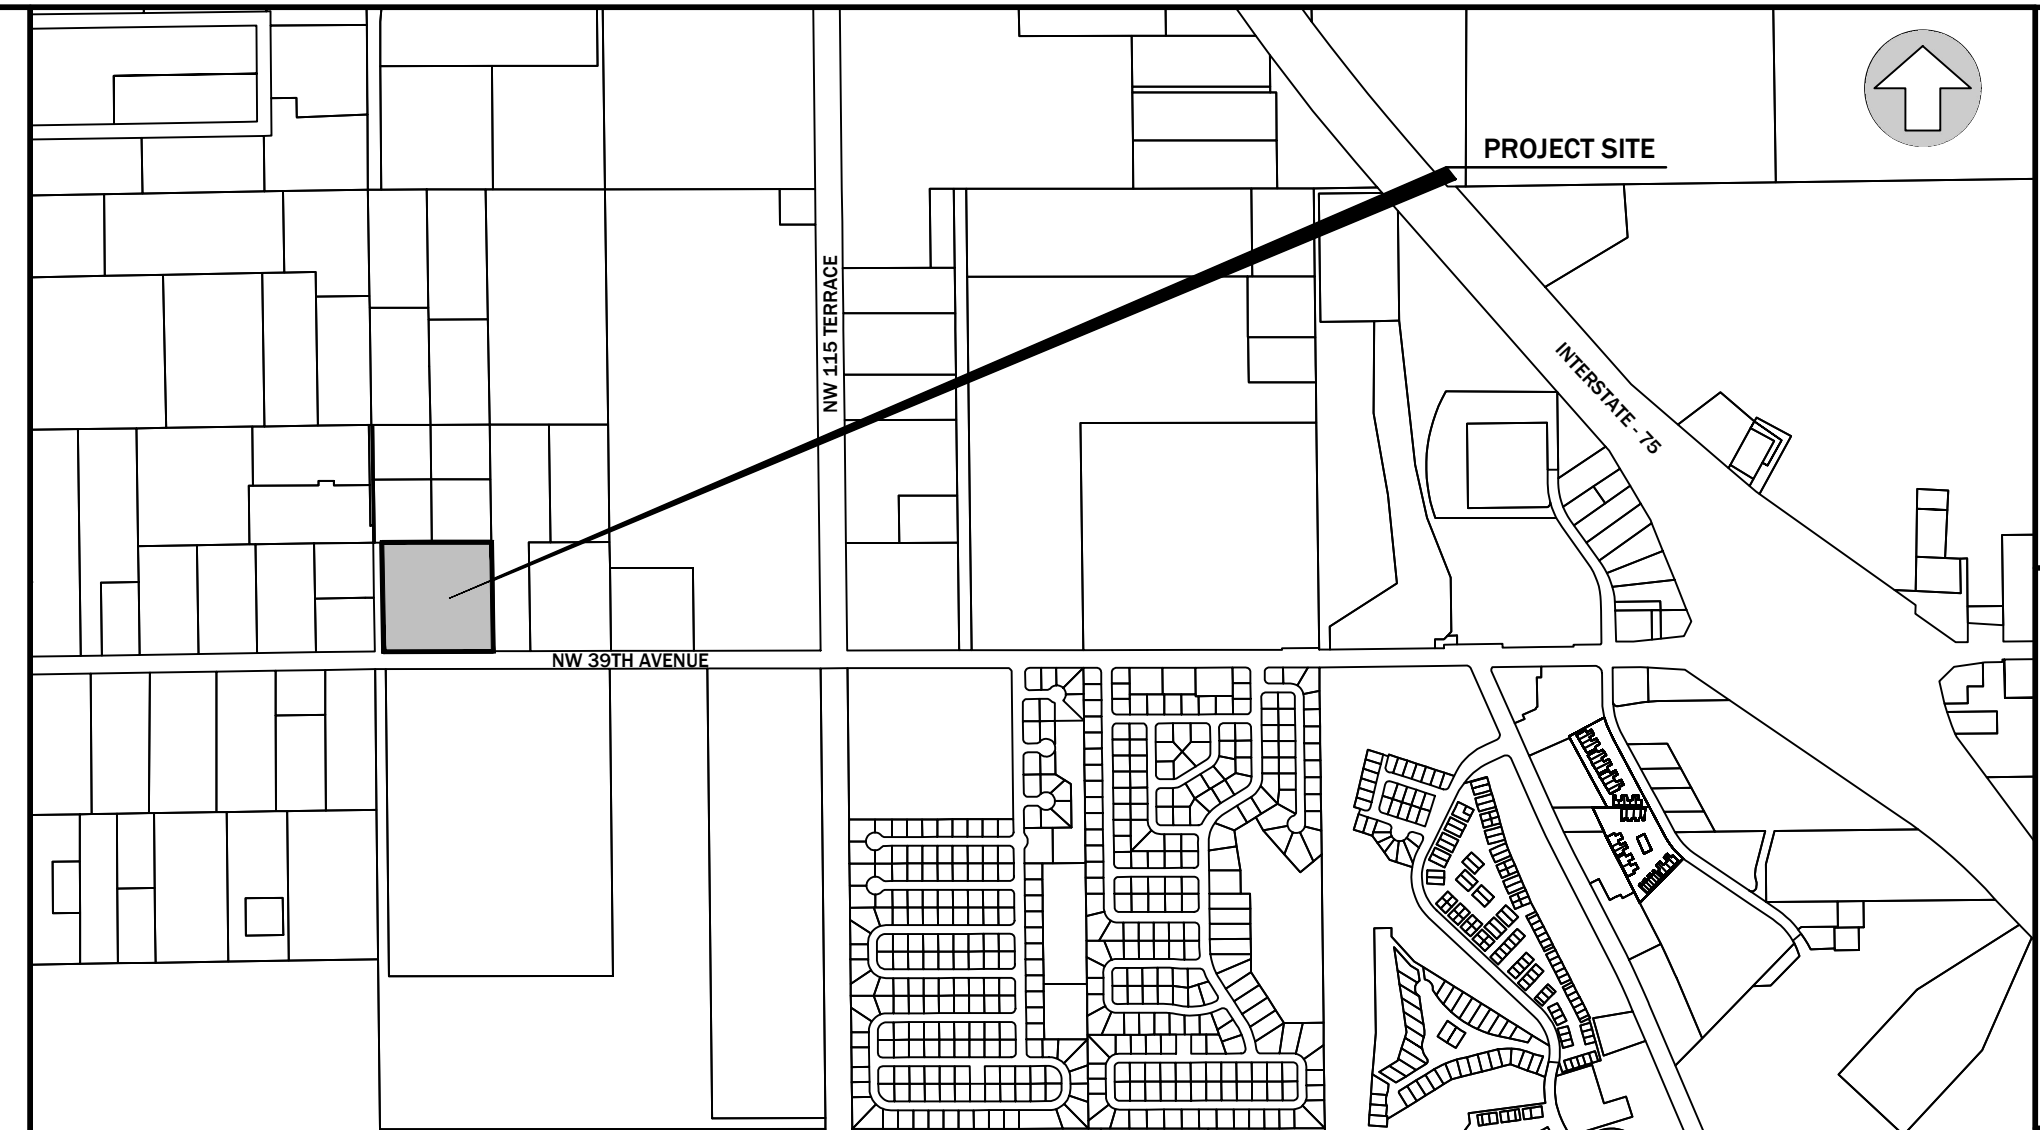 PROJECT SITE
NW 115 TERRACE
INTERSTATE - 75
NW 39TH AVENUE